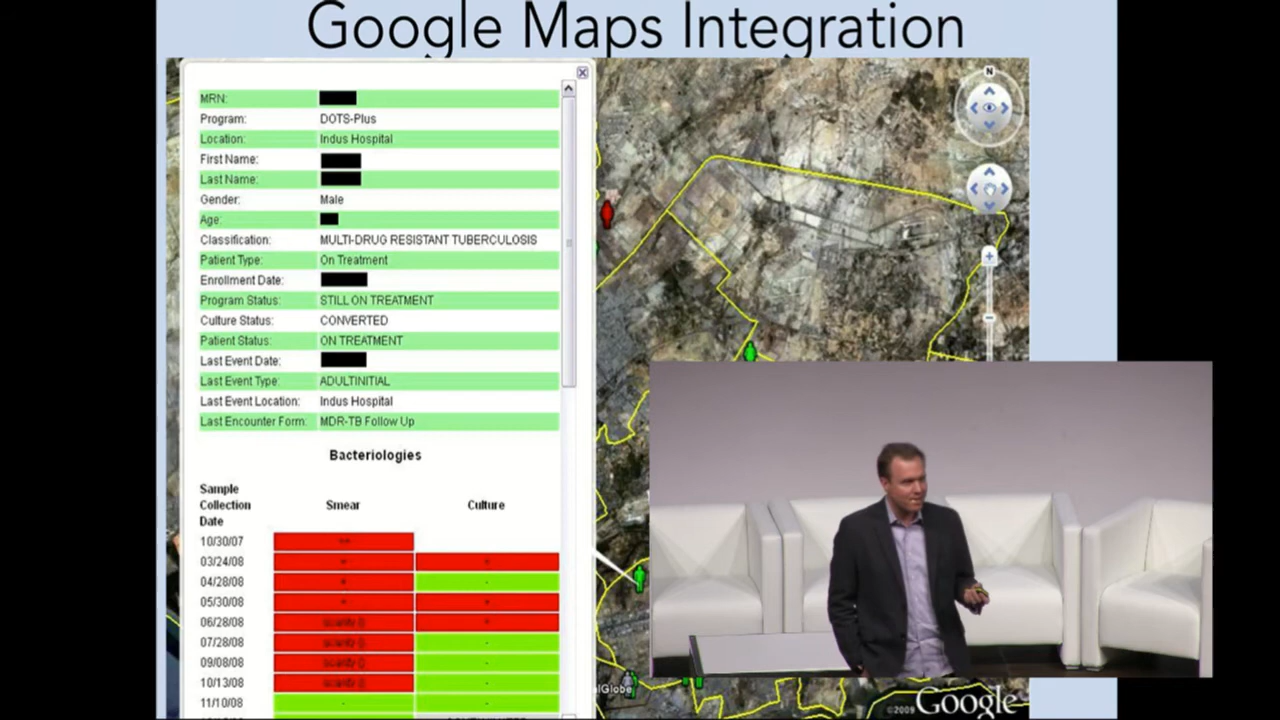 Google Maps Integration
N
MRN:
Program: DOTS-Plus
Location: Indus Hospital
First Name:
Last Name:
Gender: Male
Age:
Classification: MULTI-DRUG RESISTANT TUBERCULOSIS
Patient Type: On Treatment
Enrollment Date:
Program Status: STILL ON TREATMENT
Culture Status: CONVERTED
Patient Status: ON TREATMENT
Last Event Date:
Last Event Type: ADULTINITIAL
Last Event Location: Indus Hospital
Last Encounter Form: MDR-TB Follow Up
Bacteriologies
Sample
Collection Smear Culture
Date
10/30/07
03/24/08
04/28/08 -
05/30/08
06/28/08
07/28/08 -
09/08/08 -
10/13/08 -
11/10/08 - -
alGlobe
©2009 Google